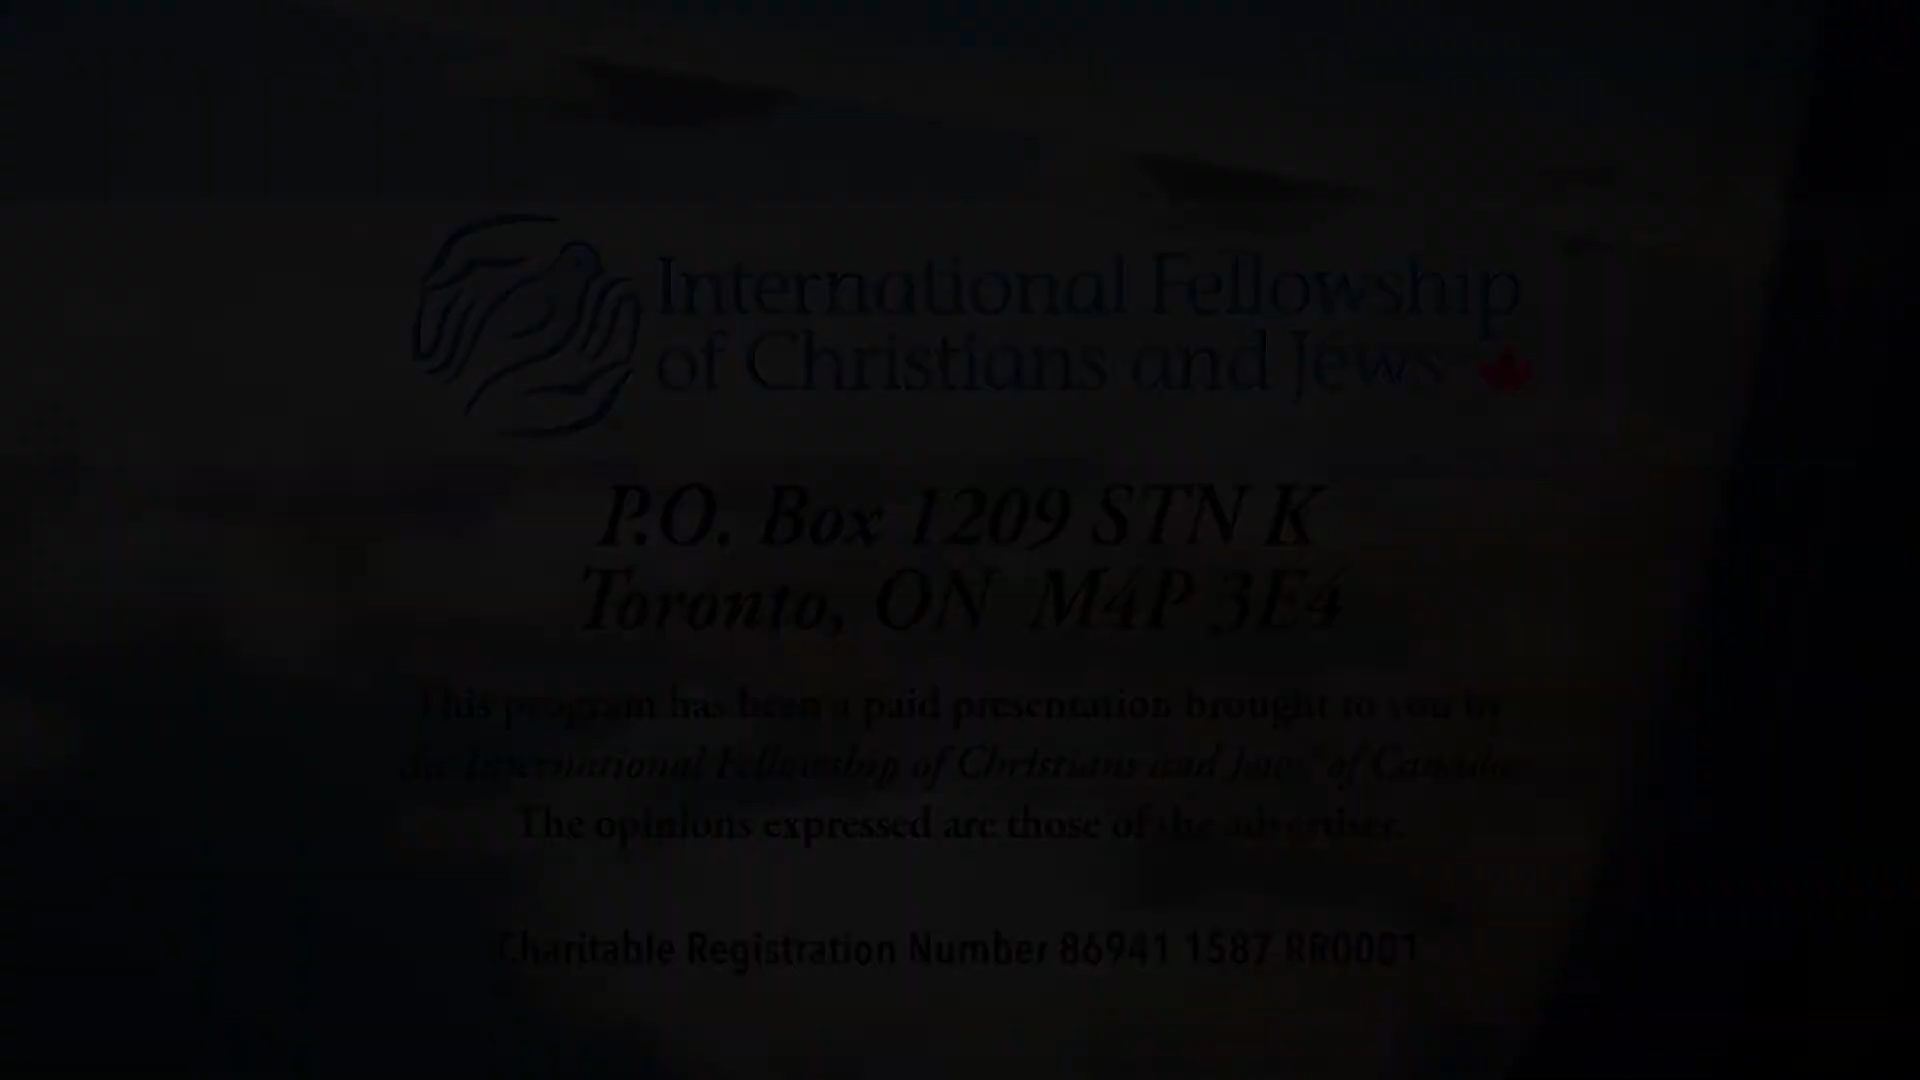 International Fellowship
of Christians and Jews
P.O. Box 1209 STN K
Toronto, ON M4P 3E4
This program has been a paid presentation brought to you by
the International Fellowship of Christians and Jews® of Canada.
The opinions expressed are those of the advertiser.
Charitable Registration Number 86941 1587 RR0001